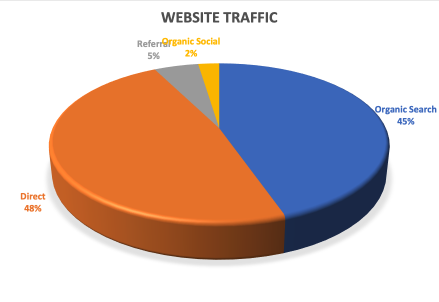 WEBSITE TRAFFIC
Referral
5%
Organic Social
2%
Organic Search
45%
Direct
48%